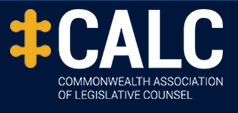 CALC
COMMONWEALTH ASSOCIATION
OF LEGISLATIVE COUNSEL